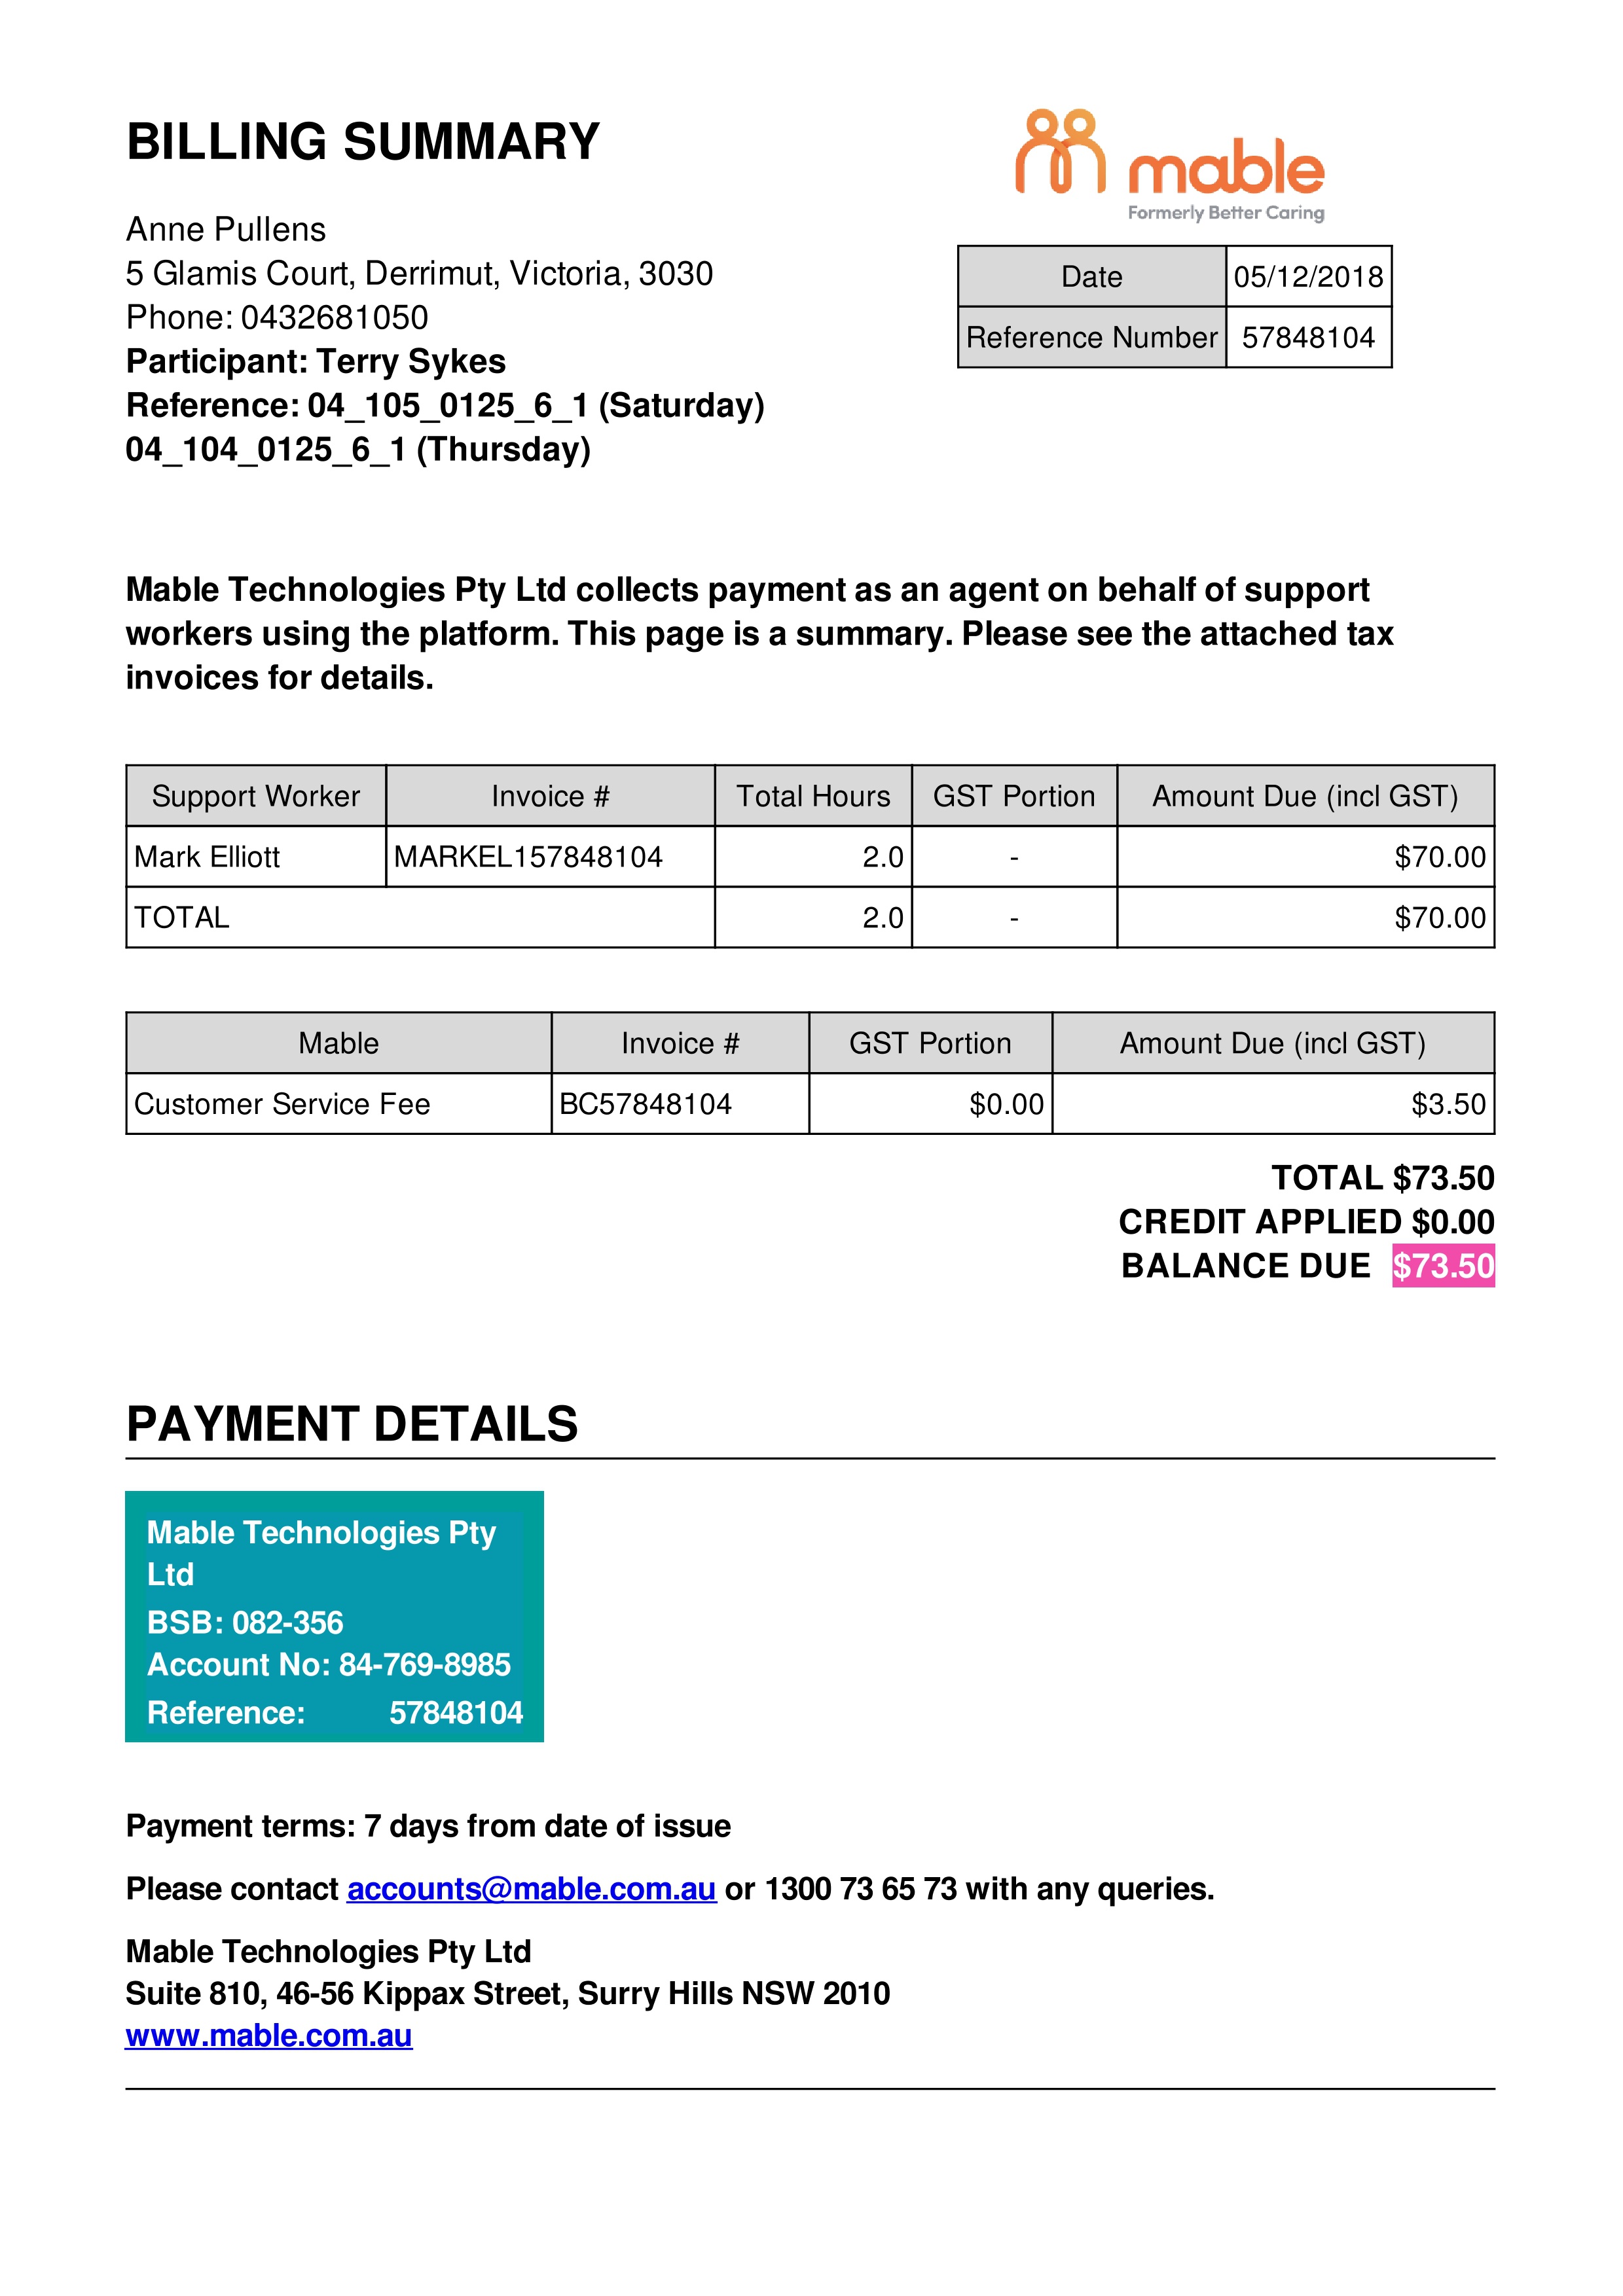 BILLING SUMMARY
mable
Formerly Better Caring
Anne Pullens
5 Glamis Court, Derrimut, Victoria, 3030
Phone: 0432681050
Participant: Terry Sykes
Reference: 04_105_0125_6_1 (Saturday)
04_104_0125_6_1 (Thursday)
Date 05/12/2018
Reference Number 57848104
Mable Technologies Pty Ltd collects payment as an agent on behalf of support
workers using the platform. This page is a summary. Please see the attached tax
invoices for details.
Support Worker Invoice # Total Hours GST Portion Amount Due (incl GST)
Mark Elliott MARKEL157848104 2.0 - $70.00
TOTAL 2.0 - $70.00
Mable Invoice # GST Portion Amount Due (incl GST)
Customer Service Fee BC57848104 $0.00 $3.50
TOTAL $73.50
CREDIT APPLIED $0.00
BALANCE DUE $73.50
PAYMENT DETAILS
Mable Technologies Pty
Ltd
BSB: 082-356
Account No: 84-769-8985
Reference: 57848104
Payment terms: 7 days from date of issue
Please contact accounts@mable.com.au or 1300 73 65 73 with any queries.
Mable Technologies Pty Ltd
Suite 810, 46-56 Kippax Street, Surry Hills NSW 2010
www.mable.com.au